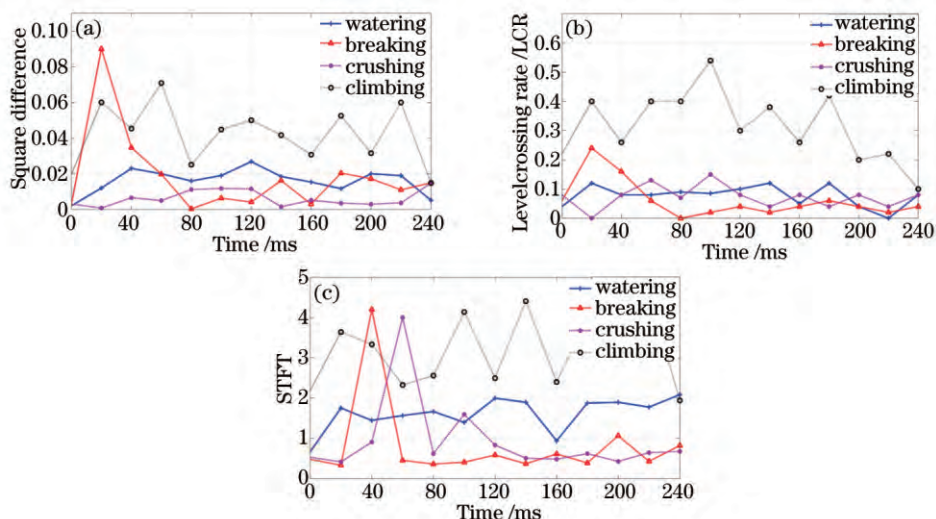 (a)
Square difference
0.10
0.08
0.06
0.04
0.02
0
watering
breaking
crushing
climbing
0 40 80 120 160 200 240
Time /ms
(b)
Levelcrossing rate /LCR
0.6
0.5
0.4
0.3
0.2
0.1
0
watering
breaking
crushing
climbing
0 40 80 120 160 200 240
Time /ms
(c)
STFT
5
4
3
2
1
0
watering
breaking
crushing
climbing
0 40 80 120 160 200 240
Time /ms